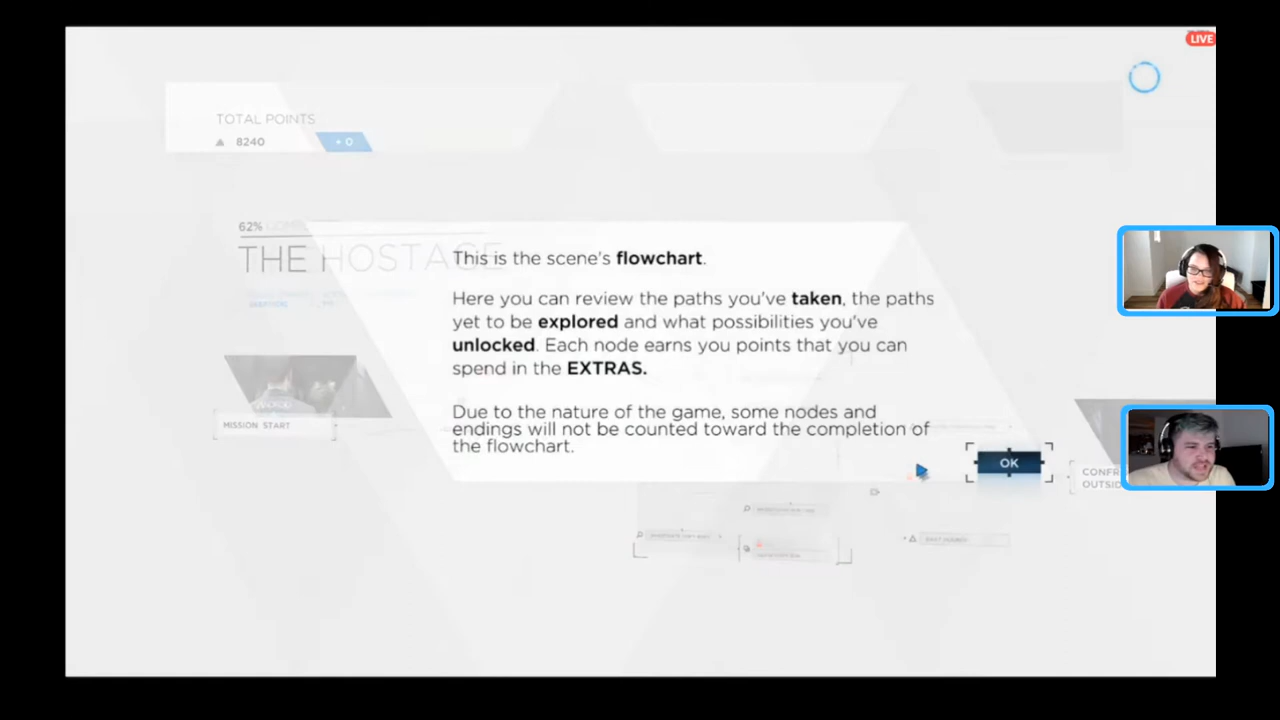 LIVE
TOTAL POINTS
8240
+ 0
62%
THE HOSTAGE
This is the scene's flowchart.
Here you can review the paths you've taken, the paths
yet to be explored and what possibilities you've
unlocked. Each node earns you points that you can
spend in the EXTRAS.
Due to the nature of the game, some nodes and
endings will not be counted toward the completion of
the flowchart.
MISSION START
OK
CONFR
OUTSID